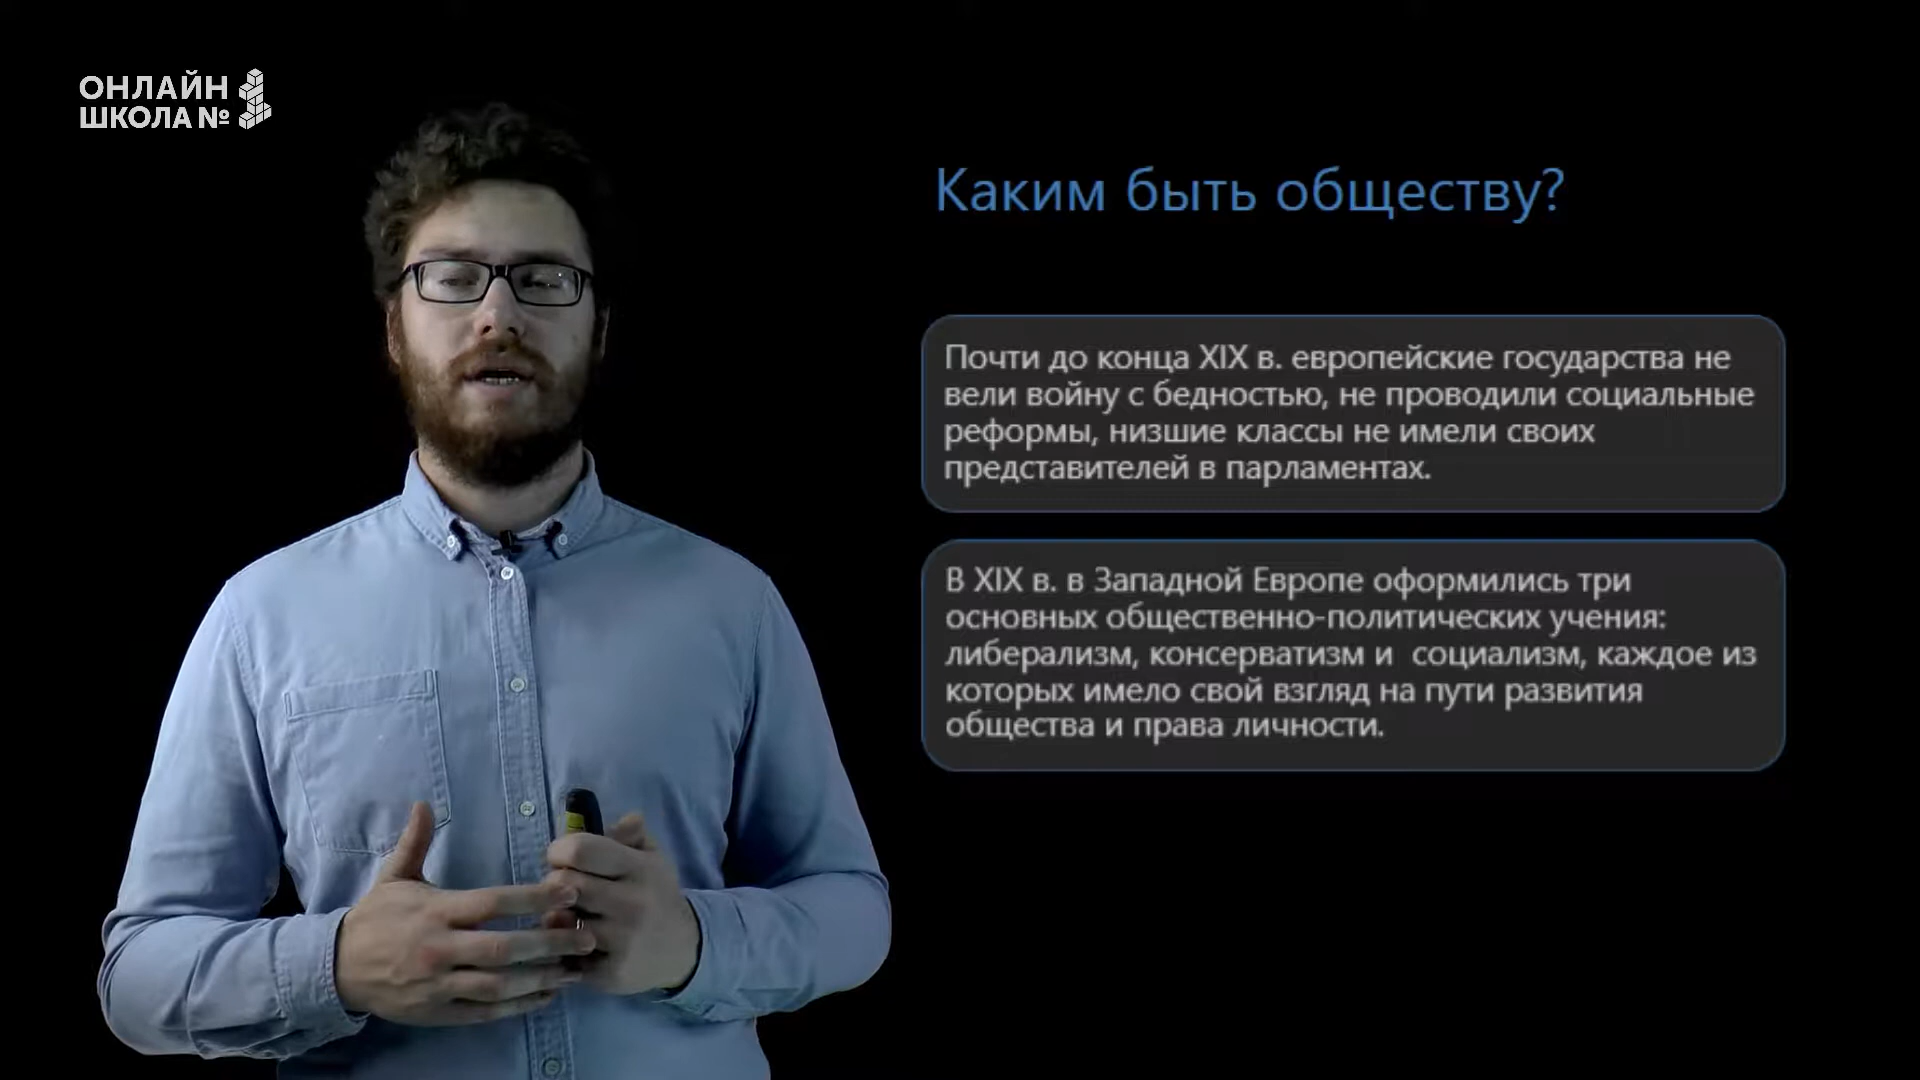 ОНЛАЙН
ШКОЛА №
Каким быть обществу?
Почти до конца XIX в. европейские государства не
вели войну с бедностью, не проводили социальные
реформы, низшие классы не имели своих
представителей в парламентах.
В XIX в. в Западной Европе оформились три
основных общественно-политических учения:
либерализм, консерватизм и  социализм, каждое из
которых имело свой взгляд на пути развития
общества и права личности.